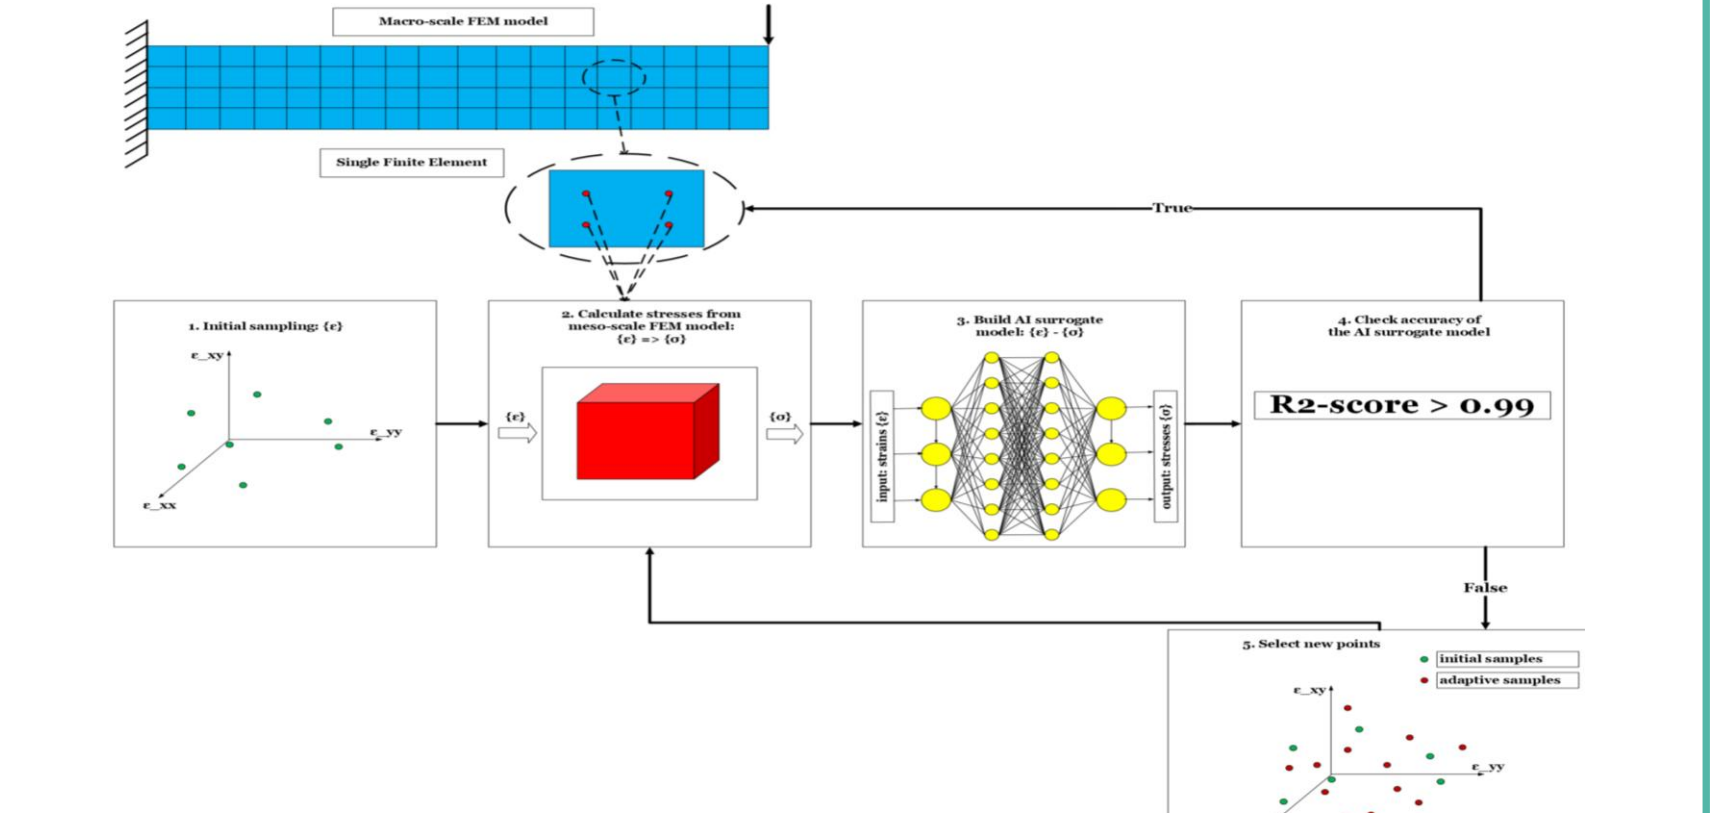 Macro-scale FEM model
Single Finite Element
True
1. Initial sampling: {ε}
ε_xy
ε_yy
ε_xx
2. Calculate stresses from
meso-scale FEM model:
{ε} => {σ}
{ε}
{σ}
3. Build AI surrogate
model: {ε} - {σ}
input: strains {ε}
output: stresses {σ}
4. Check accuracy of
the AI surrogate model
R2-score > 0.99
False
5. Select new points
initial samples
adaptive samples
ε_xy
ε_yy